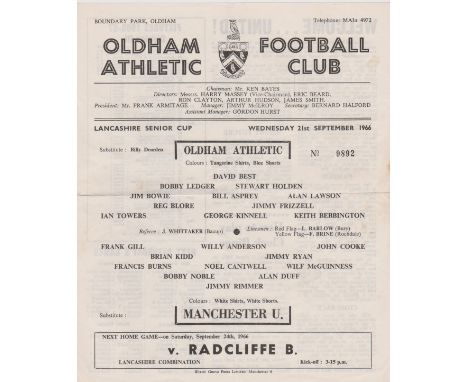 BOUNDARY PARK, OLDHAM Telephone: MAIn 4972
OLDHAM FOOTBALL
ATHLETIC CLUB
Chairman: Mr. KEN BATES
Directors: Messrs. HARRY MASSEY (Vice-Chairman), ERIC BEARD,
RON CLAYTON, ARTHUR HUDSON, JAMES SMITH.
President: Mr. FRANK ARMITAGE Manager: JIMMY McILROY Secretary: BERNARD HALFORD
Assistant Manager: GORDON HURST
LANCASHIRE SENIOR CUP WEDNESDAY 21st SEPTEMBER 1966
Substitute: Billy Dearden OLDHAM ATHLETIC
Colours: Tangerine Shirts, Blue Shorts No 9892
DAVID BEST
BOBBY LEDGER STEWART HOLDEN
JIM BOWIE BILL ASPREY ALAN LAWSON
REG BLORE JIMMY FRIZZELL
IAN TOWERS GEORGE KINNELL KEITH BEBBINGTON
Referee: J. WHITTAKER (Bacup) Linesmen: Red Flag—L. BARLOW (Bury)
Yellow Flag—F. BRINE (Rochdale)
FRANK GILL WILLY ANDERSON JOHN COOKE
BRIAN KIDD JIMMY RYAN
FRANCIS BURNS NOEL CANTWELL WILF McGUINNESS
BOBBY NOBLE ALAN DUFF
JIMMY RIMMER
Colours: White Shirts, White Shorts.
Substitute: MANCHESTER U.
NEXT HOME GAME—on Saturday, September 24th, 1966
v. RADCLIFFE B.
LANCASHIRE COMBINATION Kick-off: 3-15 p.m.